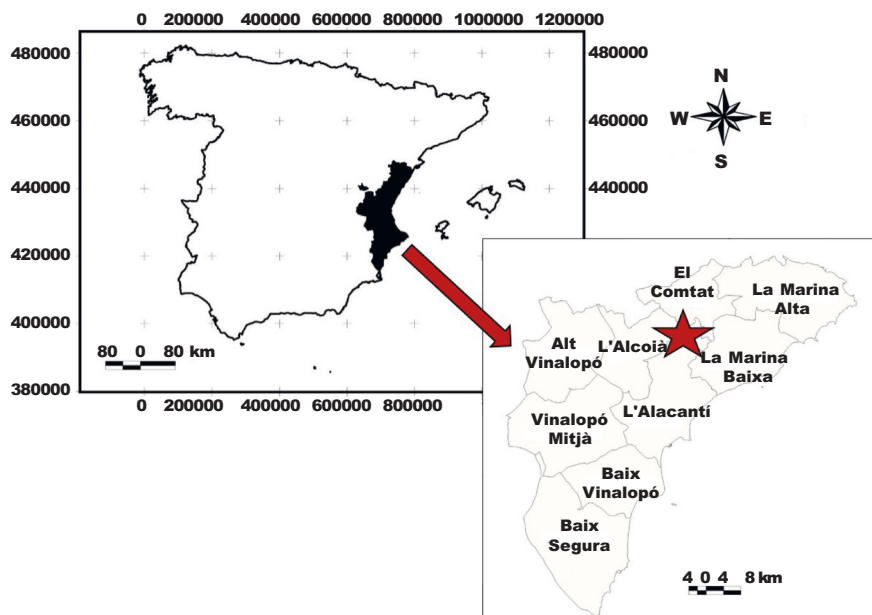 0 200000 400000 600000 800000 1000000 1200000
480000 480000
460000 460000
440000 440000
420000
400000
380000
80 0 80 km
0 200000 400000 600000 800000
N
W E
S
El
Comtat
La Marina
Alta
Alt
Vinalopó
L'Alcoià
La Marina
Baixa
Vinalopó
Mitjà
L'Alacantí
Baix
Vinalopó
Baix
Segura
4 0 4 8 km